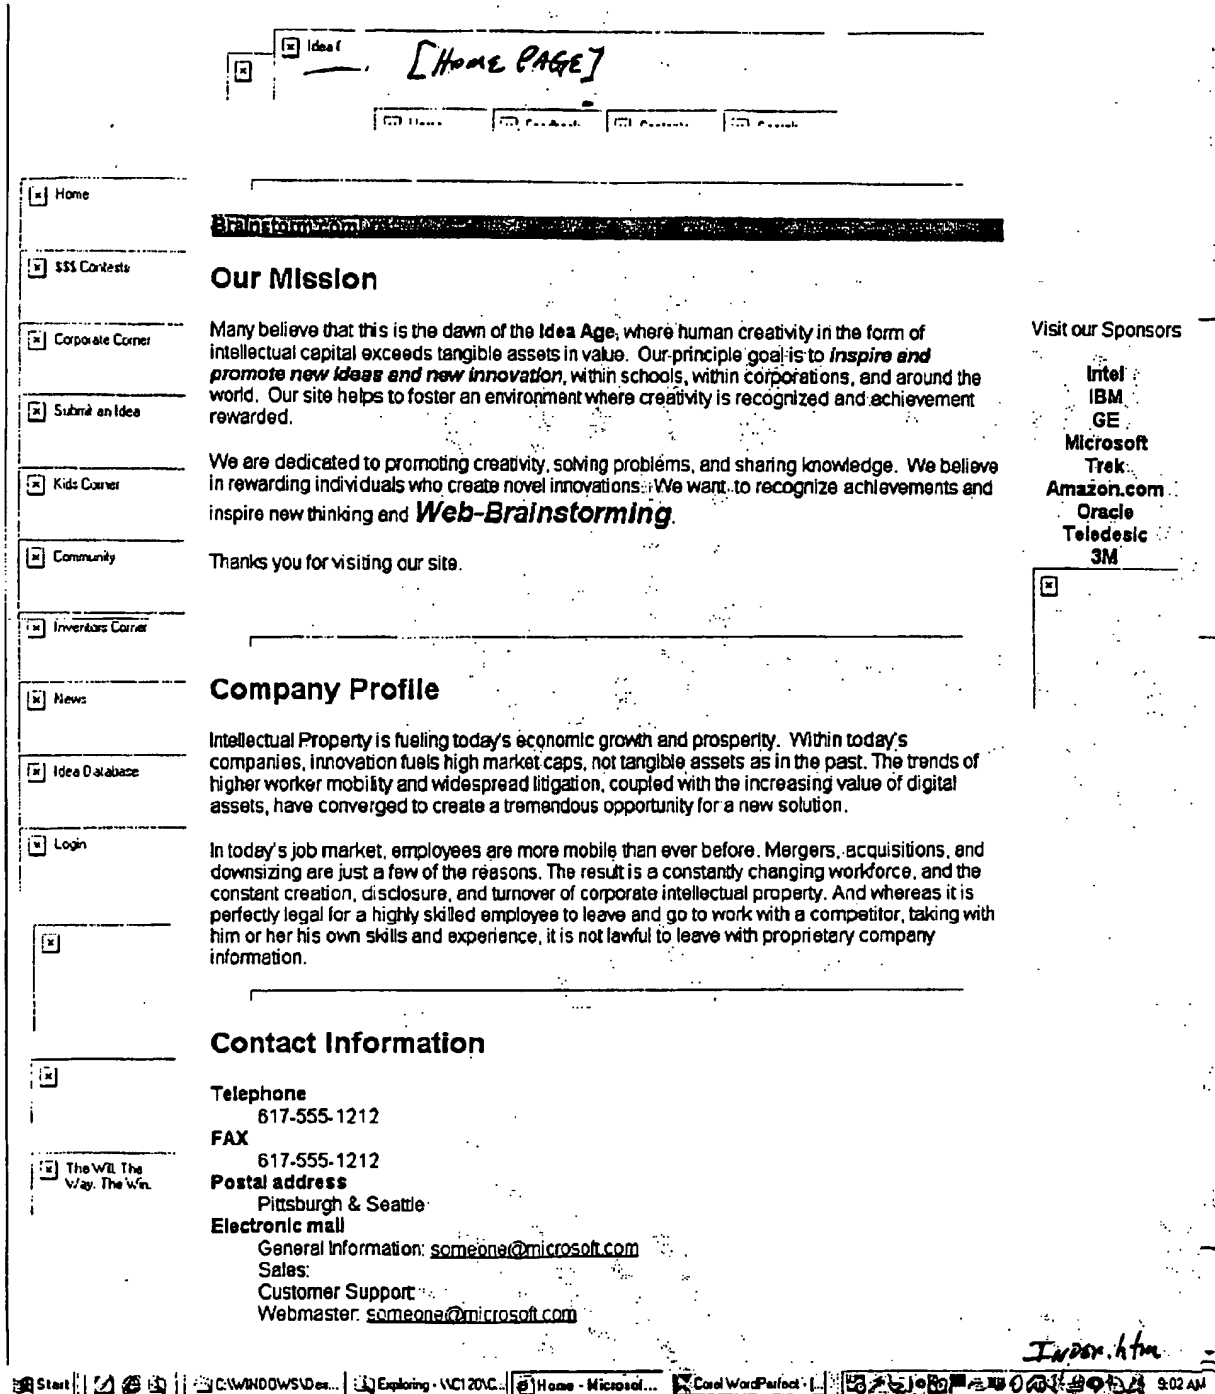 Idea f
[HOME PAGE]
Home
$$$ Contests
Corporate Corner
Submit an Idea
Kids Corner
Community
Inventors Corner
News
Idea Database
Login
The Will. The
Way. The Win.
Brainstorm.com
Our Mission
Many believe that this is the dawn of the Idea Age, where human creativity in the form of
intellectual capital exceeds tangible assets in value. Our principle goal is to inspire and
promote new ideas and new innovation, within schools, within corporations, and around the
world. Our site helps to foster an environment where creativity is recognized and achievement
rewarded.
We are dedicated to promoting creativity, solving problems, and sharing knowledge. We believe
in rewarding individuals who create novel innovations. We want to recognize achievements and
inspire new thinking and Web-Brainstorming.
Thanks you for visiting our site.
Company Profile
Intellectual Property is fueling today's economic growth and prosperity. Within today's
companies, innovation fuels high market caps, not tangible assets as in the past. The trends of
higher worker mobility and widespread litigation, coupled with the increasing value of digital
assets, have converged to create a tremendous opportunity for a new solution.
In today's job market, employees are more mobile than ever before. Mergers, acquisitions, and
downsizing are just a few of the reasons. The result is a constantly changing workforce, and the
constant creation, disclosure, and turnover of corporate intellectual property. And whereas it is
perfectly legal for a highly skilled employee to leave and go to work with a competitor, taking with
him or her his own skills and experience, it is not lawful to leave with proprietary company
information.
Contact Information
Telephone
617-555-1212
FAX
617-555-1212
Postal address
Pittsburgh & Seattle
Electronic mail
General Information: someone@microsoft.com
Sales:
Customer Support:
Webmaster: someone@microsoft.com
Visit our Sponsors
Intel
IBM
GE
Microsoft
Trek
Amazon.com
Oracle
Teledesic
3M
Index.htm
Start
C:\WINDOWS\Des...
Exploring - \\C120\C...
Home - Microsof...
Corel WordPerfect - [...
9:02 AM